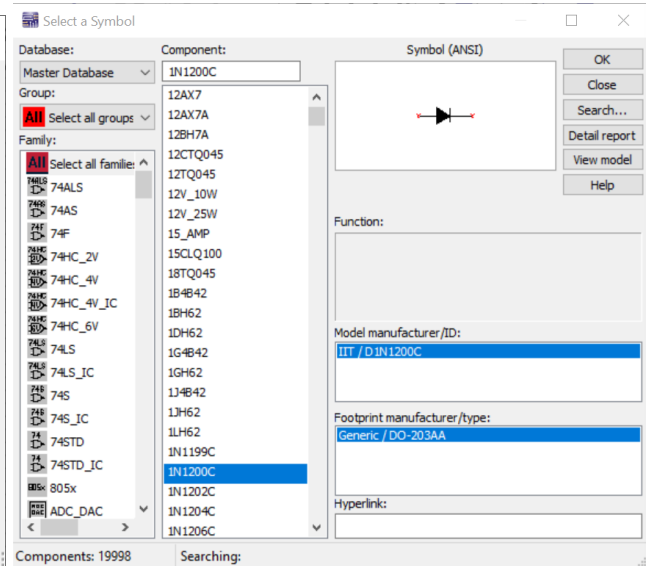 Select a Symbol
Database:
Master Database
Group:
All Select all groups
Family:
All Select all families
74ALS
74AS
74F
74HC_2V
74HC_4V
74HC_4V_IC
74HC_6V
74LS
74LS_IC
74S
74S_IC
74STD
74STD_IC
805x
ADC_DAC
Component:
1N1200C
12AX7
12AX7A
12BH7A
12CTQ045
12TQ045
12V_10W
12V_25W
15_AMP
15CLQ100
18TQ045
1B4B42
1BH62
1DH62
1G4B42
1GH62
1J4B42
1JH62
1LH62
1N1199C
1N1200C
1N1202C
1N1204C
1N1206C
Symbol (ANSI)
Function:
Model manufacturer/ID:
IIT / D1N1200C
Footprint manufacturer/type:
Generic / DO-203AA
Hyperlink:
OK
Close
Search...
Detail report
View model
Help
Components: 19998
Searching: